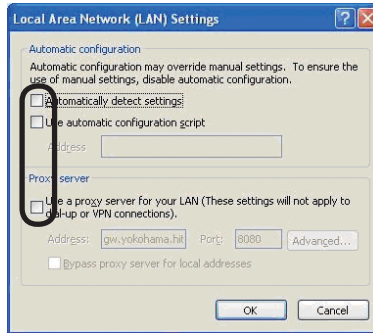 Local Area Network (LAN) Settings
Automatic configuration
Automatic configuration may override manual settings. To ensure the
use of manual settings, disable automatic configuration.
Automatically detect settings
Use automatic configuration script
Address
Proxy server
Use a proxy server for your LAN (These settings will not apply to
dial-up or VPN connections).
Address: gw.yokohama.hit Port: 8080 Advanced...
Bypass proxy server for local addresses
OK Cancel